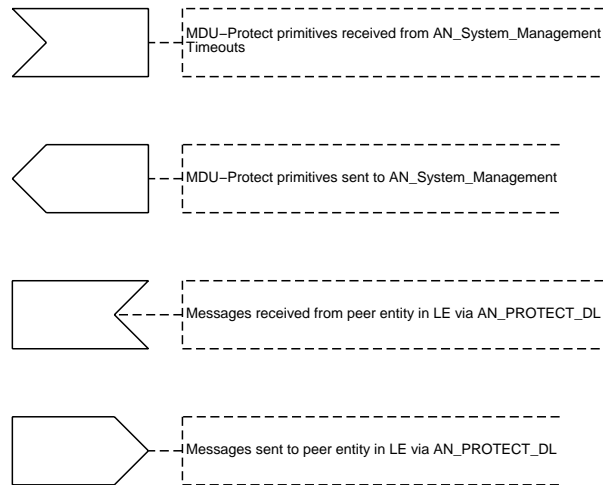 MDU−Protect primitives received from AN_System_Management
Timeouts
MDU−Protect primitives sent to AN_System_Management
Messages received from peer entity in LE via AN_PROTECT_DL
Messages sent to peer entity in LE via AN_PROTECT_DL